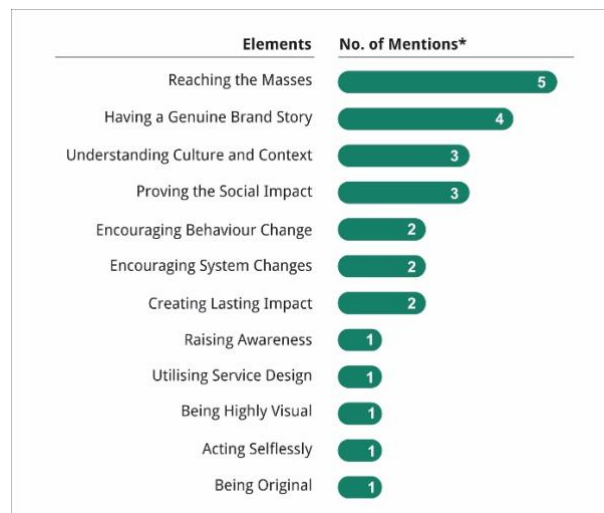 Elements No. of Mentions*
Reaching the Masses 5
Having a Genuine Brand Story 4
Understanding Culture and Context 3
Proving the Social Impact 3
Encouraging Behaviour Change 2
Encouraging System Changes 2
Creating Lasting Impact 2
Raising Awareness 1
Utilising Service Design 1
Being Highly Visual 1
Acting Selflessly 1
Being Original 1